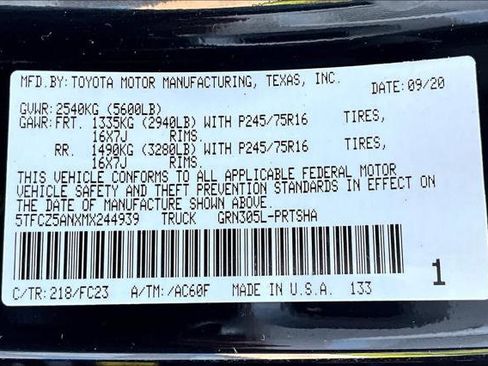 MFD.BY:TOYOTA MOTOR MANUFACTURING, TEXAS, INC.
DATE:09/20
GVWR:2540KG (5600LB)
GAWR:FRT. 1335KG (2940LB) WITH P245/75R16 TIRES,
16X7J RIMS.
RR. 1490KG (3280LB) WITH P245/75R16 TIRES,
16X7J RIMS.
THIS VEHICLE CONFORMS TO ALL APPLICABLE FEDERAL MOTOR
VEHICLE SAFETY AND THEFT PREVENTION STANDARDS IN EFFECT ON
THE DATE OF MANUFACTURE SHOWN ABOVE.
5TFCZ5ANXMX244939 TRUCK GRN305L-PRTSHA
1
C/TR:218/FC23 A/TM:/AC60F MADE IN U.S.A. 133